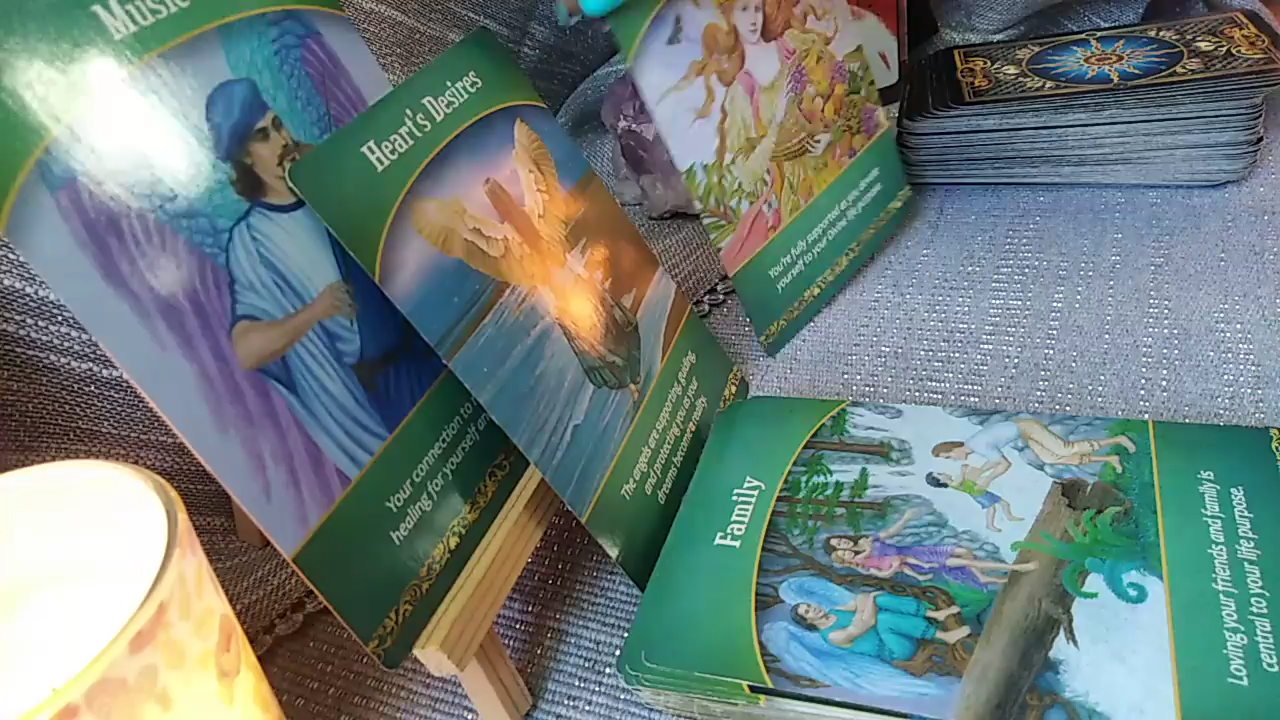 Music
Your connection to
healing for yourself an
Heart's Desires
The angels are supporting, guiding,
and protecting you as your
dreams become a reality.
You're fully supported as you devote
yourself to your Divine life purpose.
Family
Loving your friends and family is
central to your life purpose.